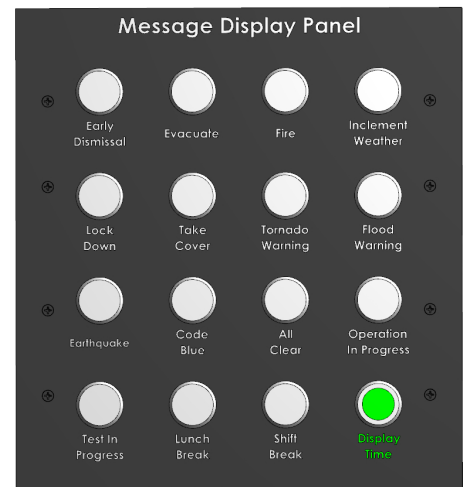 Message Display Panel
Early
Dismissal
Evacuate
Fire
Inclement
Weather
Lock
Down
Take
Cover
Tornado
Warning
Flood
Warning
Earthquake
Code
Blue
All
Clear
Operation
In Progress
Test In
Progress
Lunch
Break
Shift
Break
Display
Time